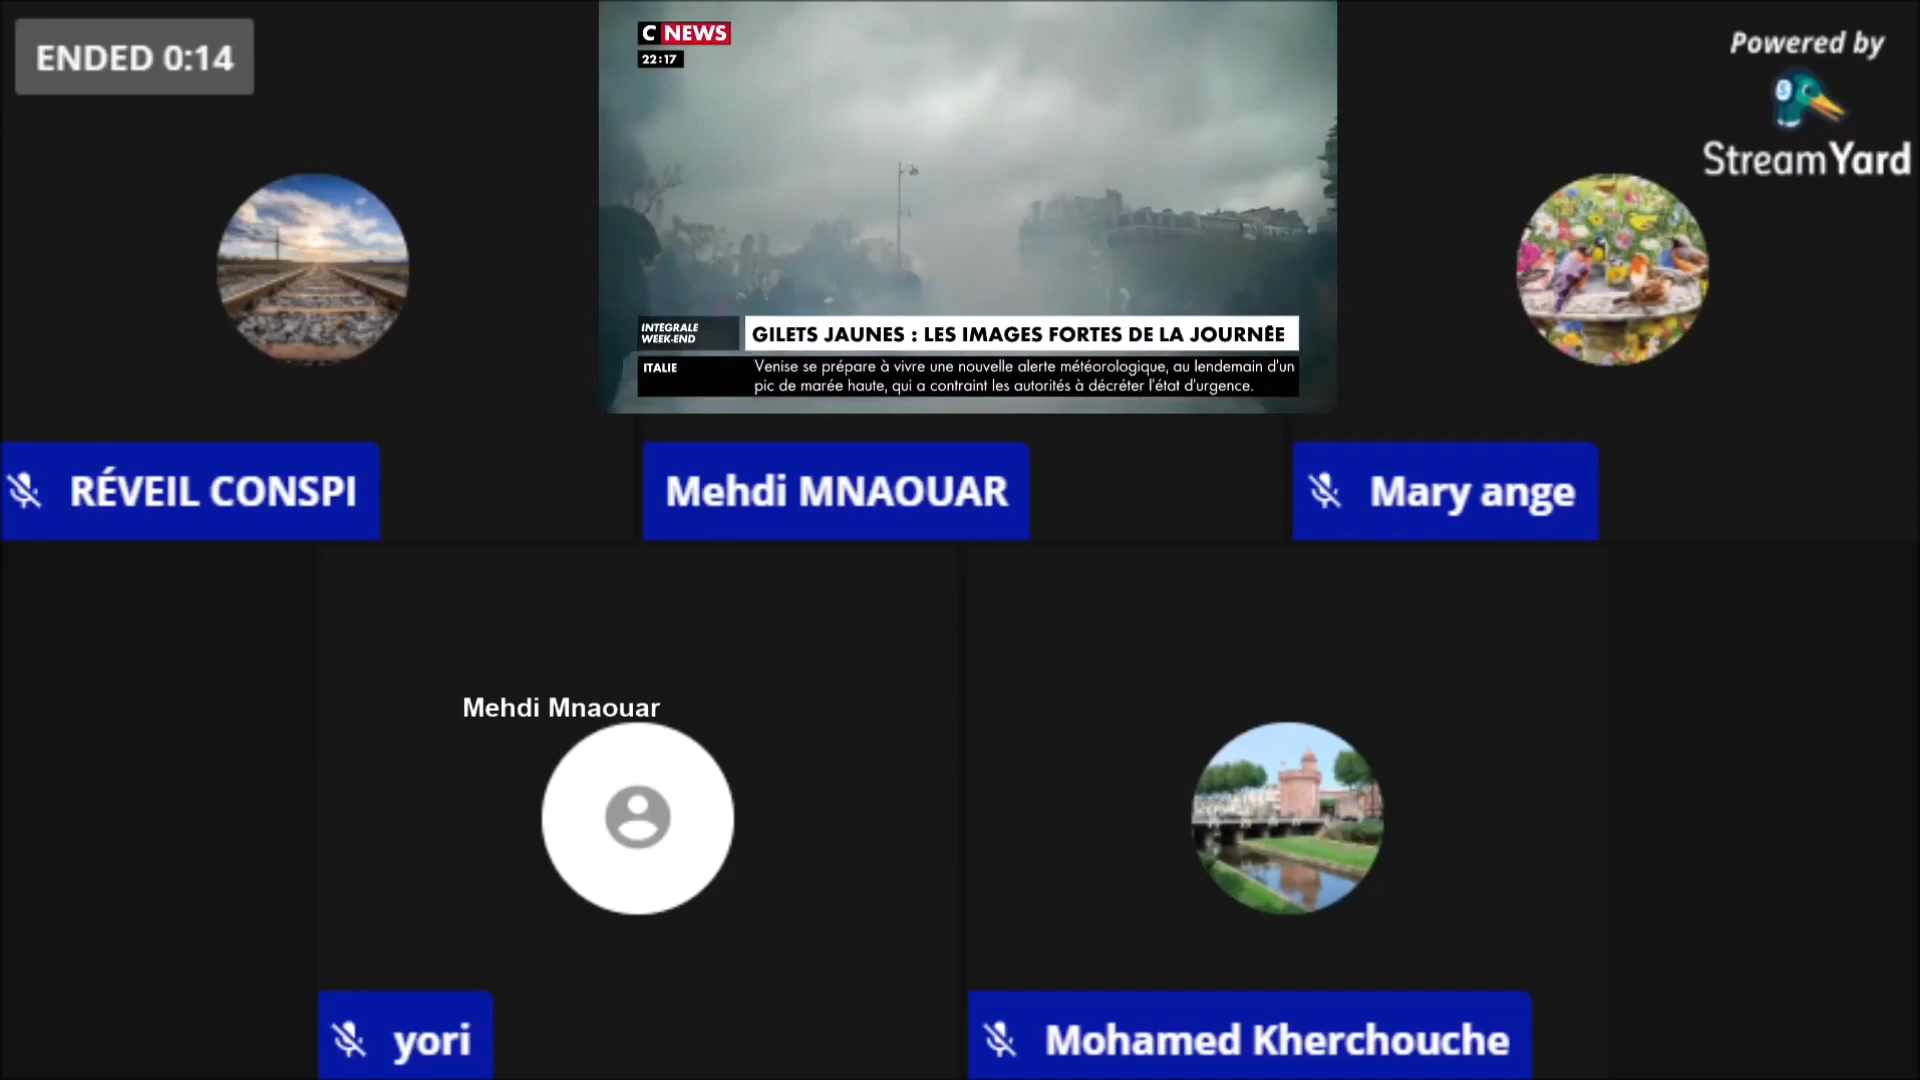 ENDED 0:14
C NEWS
22:17
Powered by
StreamYard
INTÉGRALE
WEEK-END
GILETS JAUNES : LES IMAGES FORTES DE LA JOURNÉE
ITALIE
Venise se prépare à vivre une nouvelle alerte météorologique, au lendemain d'un
pic de marée haute, qui a contraint les autorités à décréter l'état d'urgence.
RÉVEIL CONSPI
Mehdi MNAOUAR
Mary ange
Mehdi Mnaouar
yori
Mohamed Kherchouche